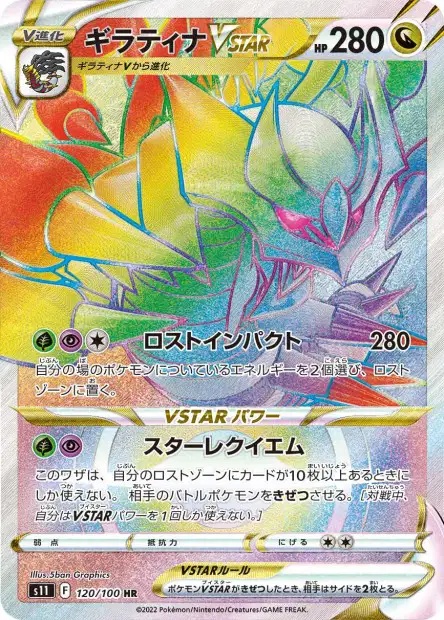 V進化 ギラティナVSTAR HP280
ギラティナVから進化
ロストインパクト 280
自分の場のポケモンについているエネルギーを2個選び、ロスト
ゾーンに置く。
VSTARパワー
スターレクイエム
このワザは、自分のロストゾーンにカードが10枚以上あるときに
しか使えない。相手のバトルポケモンをきぜつさせる。[対戦中、
自分はVSTARパワーを1回しか使えない。]
弱点 抵抗力 にげる
Illus. 5ban Graphics
VSTARルール
s11 F 120/100 HR
ポケモンVSTARがきぜつしたとき、相手はサイドを2枚とる。
©2022 Pokémon/Nintendo/Creatures/GAME FREAK.